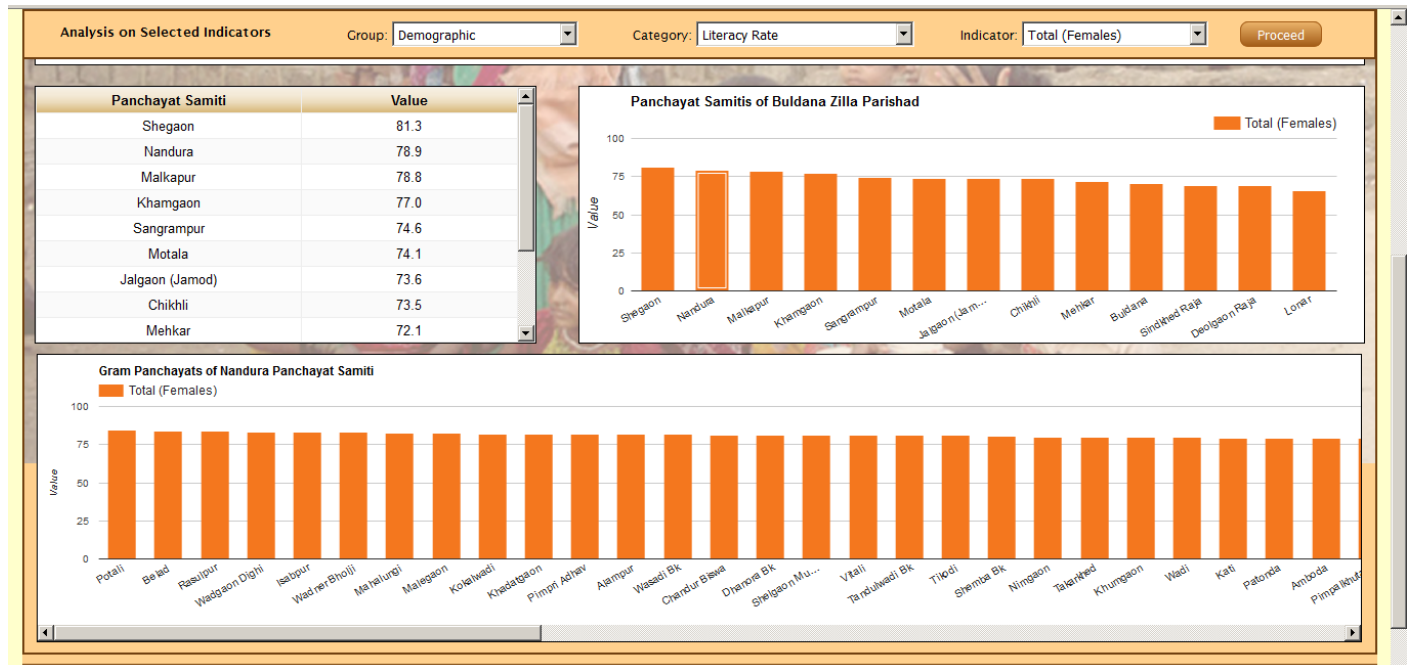 Analysis on Selected Indicators Group: Demographic Category: Literacy Rate Indicator: Total (Females) Proceed
Panchayat Samiti Value
Shegaon 81.3
Nandura 78.9
Malkapur 78.8
Khamgaon 77.0
Sangrampur 74.6
Motala 74.1
Jalgaon (Jamod) 73.6
Chikhli 73.5
Mehkar 72.1
Panchayat Samitis of Buldana Zilla Parishad
Total (Females)
100
75
50
25
0
Value
Shegaon Nandura Malkapur Khamgaon Sangrampur Motala Jalgaon (Jam... Chikhli Mehkar Buldana Sindkhed Raja Deolgaon Raja Lonar
Gram Panchayats of Nandura Panchayat Samiti
Total (Females)
100
75
50
25
0
Value
Potali Belad Rasulpur Wadgaon Dighi Isabpur Wadner Bholji Mahalungi Malegaon Kokalwadi Khadatgaon Pimpri Adhav Alampur Wasadi Bk Chandur Biswa Dhanora Bk Shelgaon Mu... Vitali Tandulwadi Bk Tikodi Shemba Bk Nimgaon Takarkhed Khumgaon Wadi Kati Patonda Amboda